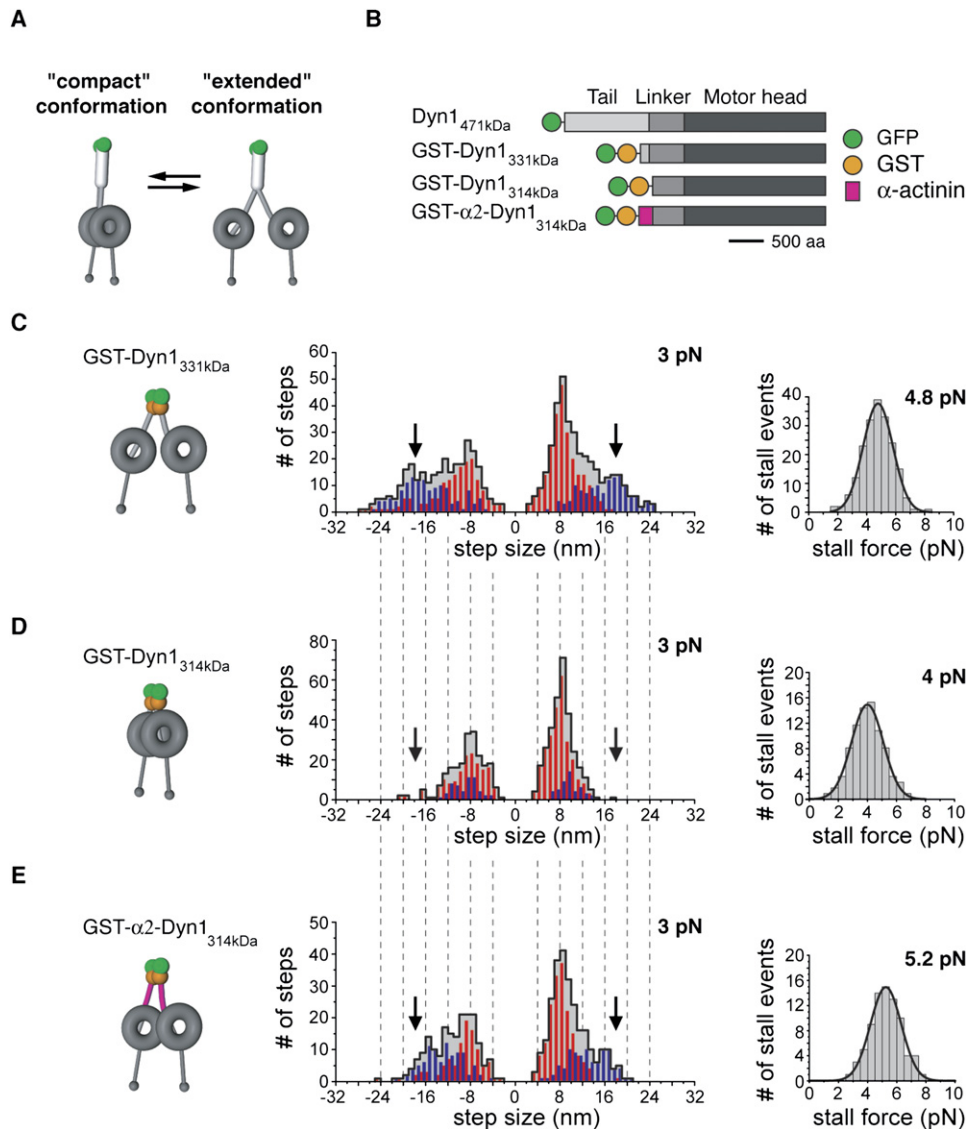 A
"compact"
conformation
"extended"
conformation
B
Tail Linker Motor head
Dyn1471kDa
GST-Dyn1331kDa
GST-Dyn1314kDa
GST-α2-Dyn1314kDa
GFP
GST
α-actinin
500 aa
C
GST-Dyn1331kDa
60
50
40
30
20
10
0
# of steps
3 pN
-32 -24 -16 -8 0 8 16 24 32
step size (nm)
40
30
20
10
0
# of stall events
4.8 pN
0 2 4 6 8 10
stall force (pN)
D
GST-Dyn1314kDa
80
60
40
20
0
# of steps
3 pN
-32 -24 -16 -8 0 8 16 24 32
step size (nm)
20
16
12
8
4
0
# of stall events
4 pN
0 2 4 6 8 10
stall force (pN)
E
GST-α2-Dyn1314kDa
50
40
30
20
10
0
# of steps
3 pN
-32 -24 -16 -8 0 8 16 24 32
step size (nm)
20
16
12
8
4
0
# of stall events
5.2 pN
0 2 4 6 8 10
stall force (pN)